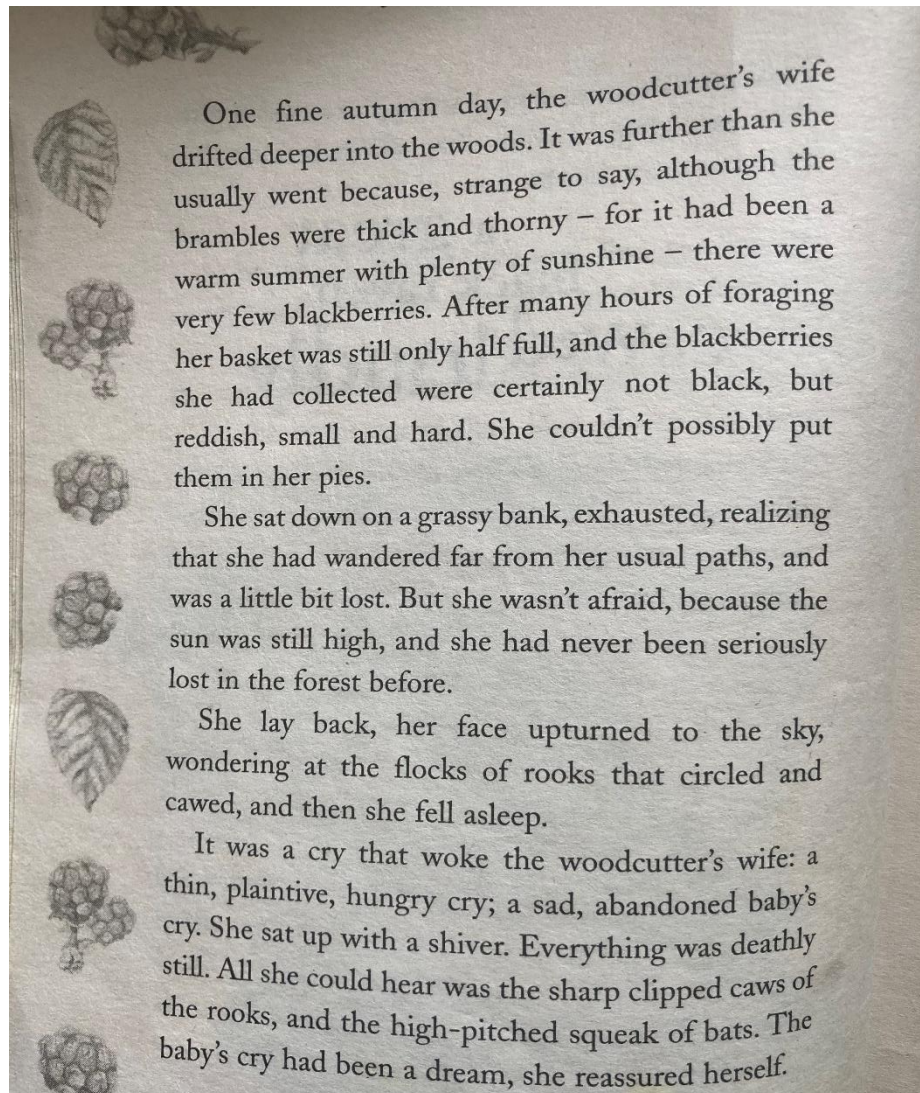 One fine autumn day, the woodcutter’s wife
drifted deeper into the woods. It was further than she
usually went because, strange to say, although the
brambles were thick and thorny – for it had been a
warm summer with plenty of sunshine – there were
very few blackberries. After many hours of foraging
her basket was still only half full, and the blackberries
she had collected were certainly not black, but
reddish, small and hard. She couldn’t possibly put
them in her pies.
She sat down on a grassy bank, exhausted, realizing
that she had wandered far from her usual paths, and
was a little bit lost. But she wasn’t afraid, because the
sun was still high, and she had never been seriously
lost in the forest before.
She lay back, her face upturned to the sky,
wondering at the flocks of rooks that circled and
cawed, and then she fell asleep.
It was a cry that woke the woodcutter’s wife: a
thin, plaintive, hungry cry; a sad, abandoned baby’s
cry. She sat up with a shiver. Everything was deathly
still. All she could hear was the sharp clipped caws of
the rooks, and the high-pitched squeak of bats. The
baby’s cry had been a dream, she reassured herself.